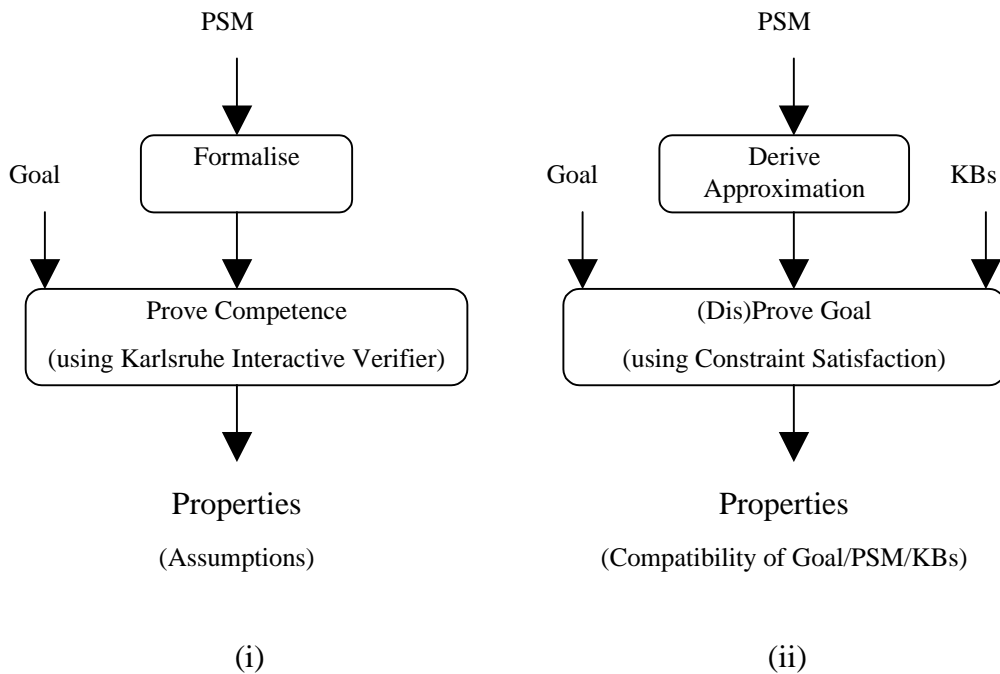 PSM
Formalise
Goal
Prove Competence
(using Karlsruhe Interactive Verifier)
Properties
(Assumptions)
(i)
PSM
Derive
Approximation
Goal
KBs
(Dis)Prove Goal
(using Constraint Satisfaction)
Properties
(Compatibility of Goal/PSM/KBs)
(ii)